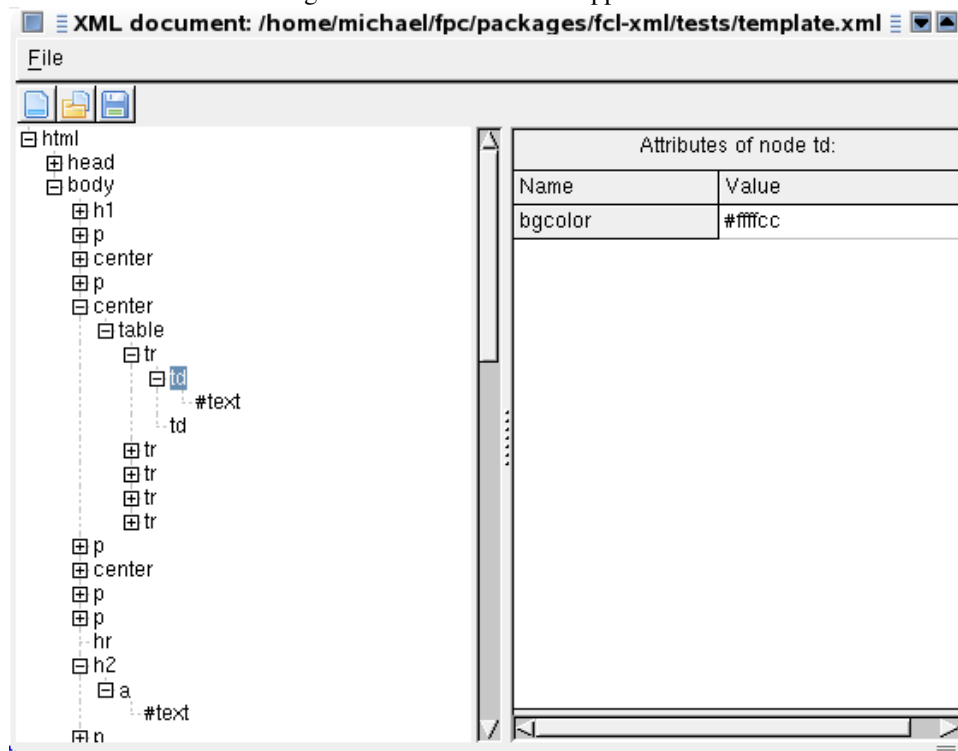 XML document: /home/michael/fpc/packages/fcl-xml/tests/template.xml
File
html
head
body
h1
p
center
p
center
table
tr
td
#text
td
tr
tr
tr
tr
p
center
p
p
hr
h2
a
#text
p
Attributes of node td:
Name Value
bgcolor #ffffcc